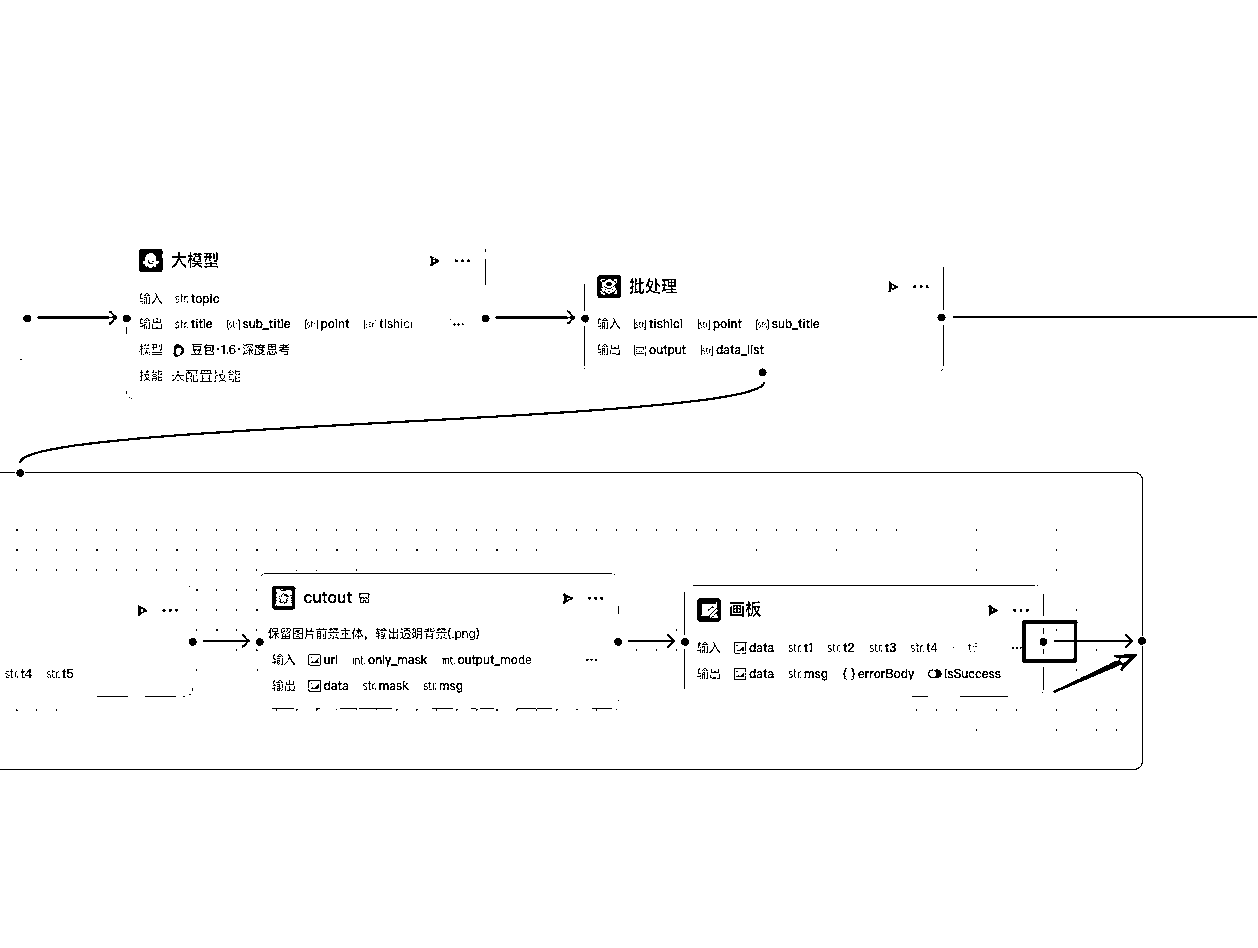 大模型
输入 str. topic
输出 str. title [str] sub_title [str] point [str] tishici ...
模型 豆包·1.6·深度思考
技能 未配置技能
批处理
输入 [str] tishici [str] point [str] sub_title
输出 output [str] data_list
str. t4 str. t5
cutout
保留图片前景主体，输出透明背景(.png)
输入 url int. only_mask int. output_mode ...
输出 data str. mask str. msg
画板
输入 data str. t1 str. t2 str. t3 str. t4 ...
输出 data str. msg { } errorBody isSuccess